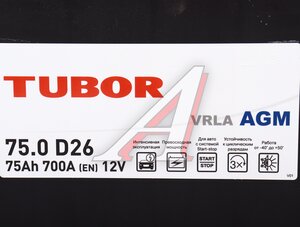 TUBOR
VRLA AGM
75.0 D26
75Ah 700A (EN) 12V
Интенсивная эксплуатация
Превосходная мощность
Для авто с системой Start-stop
Устойчивость к циклическим разрядам
Работа от -40° до +50°
START STOP
3×